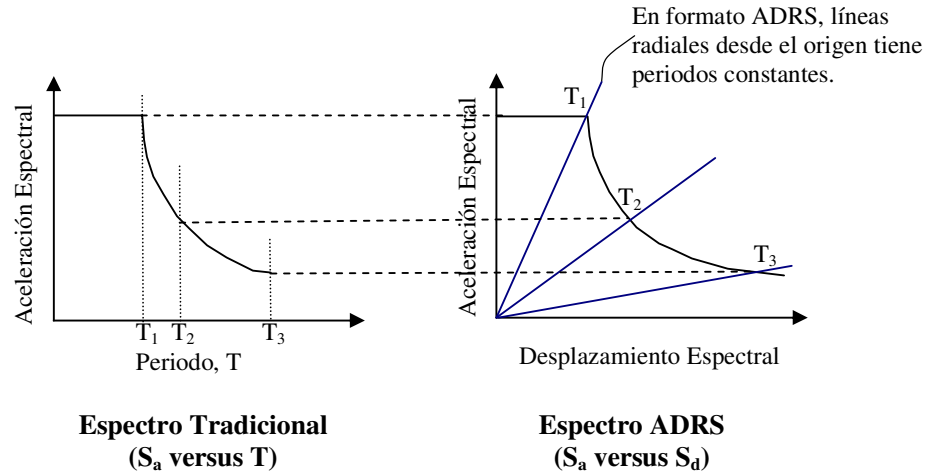 En formato ADRS, líneas
radiales desde el origen tiene
periodos constantes.
Aceleración Espectral
T1 T2 T3
Periodo, T
Espectro Tradicional
(Sa versus T)
Aceleración Espectral
T1
T2
T3
Desplazamiento Espectral
Espectro ADRS
(Sa versus Sd)